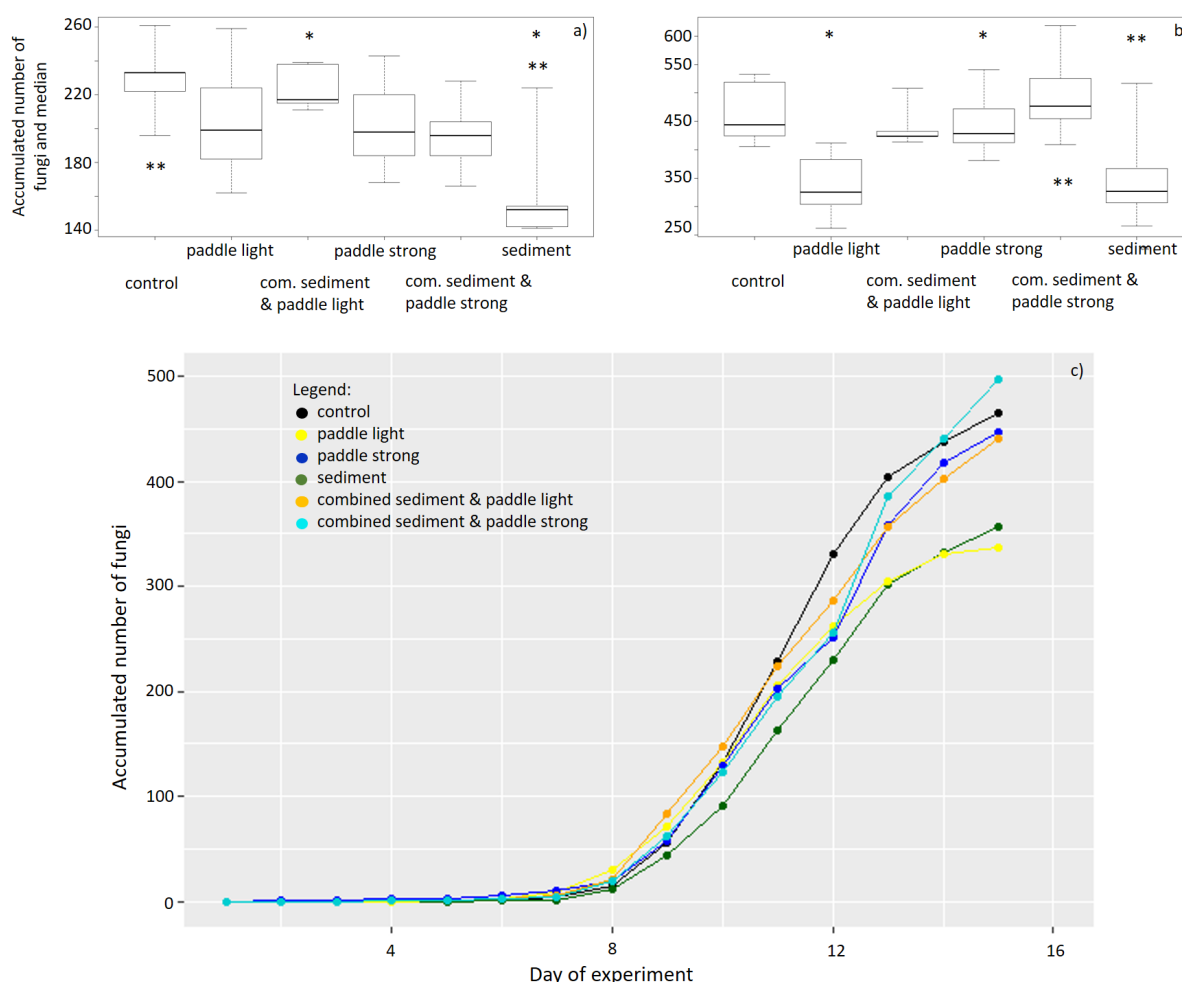 Accumulated number of
fungi and median
260
220
180
140
a)
*
*
**
**
paddle light
paddle strong
sediment
control
com. sediment
& paddle light
com. sediment &
paddle strong
600
550
450
350
250
b
*
*
**
**
paddle light
paddle strong
sediment
control
com. sediment
& paddle light
com. sediment &
paddle strong
c)
Accumulated number of fungi
500
400
300
200
100
0
Legend:
control
paddle light
paddle strong
sediment
combined sediment & paddle light
combined sediment & paddle strong
4
8
12
16
Day of experiment